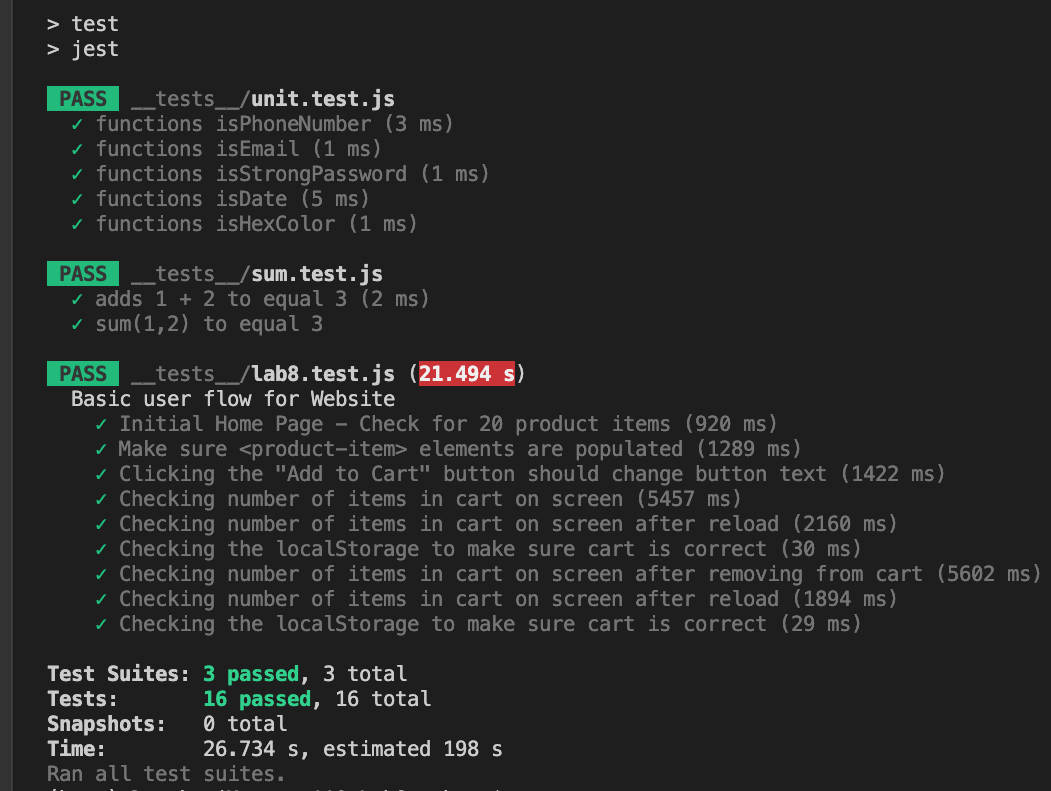 > test
> jest
PASS __tests__/unit.test.js
✓ functions isPhoneNumber (3 ms)
✓ functions isEmail (1 ms)
✓ functions isStrongPassword (1 ms)
✓ functions isDate (5 ms)
✓ functions isHexColor (1 ms)
PASS __tests__/sum.test.js
✓ adds 1 + 2 to equal 3 (2 ms)
✓ sum(1,2) to equal 3
PASS __tests__/lab8.test.js (21.494 s)
Basic user flow for Website
✓ Initial Home Page – Check for 20 product items (920 ms)
✓ Make sure <product-item> elements are populated (1289 ms)
✓ Clicking the "Add to Cart" button should change button text (1422 ms)
✓ Checking number of items in cart on screen (5457 ms)
✓ Checking number of items in cart on screen after reload (2160 ms)
✓ Checking the localStorage to make sure cart is correct (30 ms)
✓ Checking number of items in cart on screen after removing from cart (5602 ms)
✓ Checking number of items in cart on screen after reload (1894 ms)
✓ Checking the localStorage to make sure cart is correct (29 ms)
Test Suites: 3 passed, 3 total
Tests: 16 passed, 16 total
Snapshots: 0 total
Time: 26.734 s, estimated 198 s
Ran all test suites.